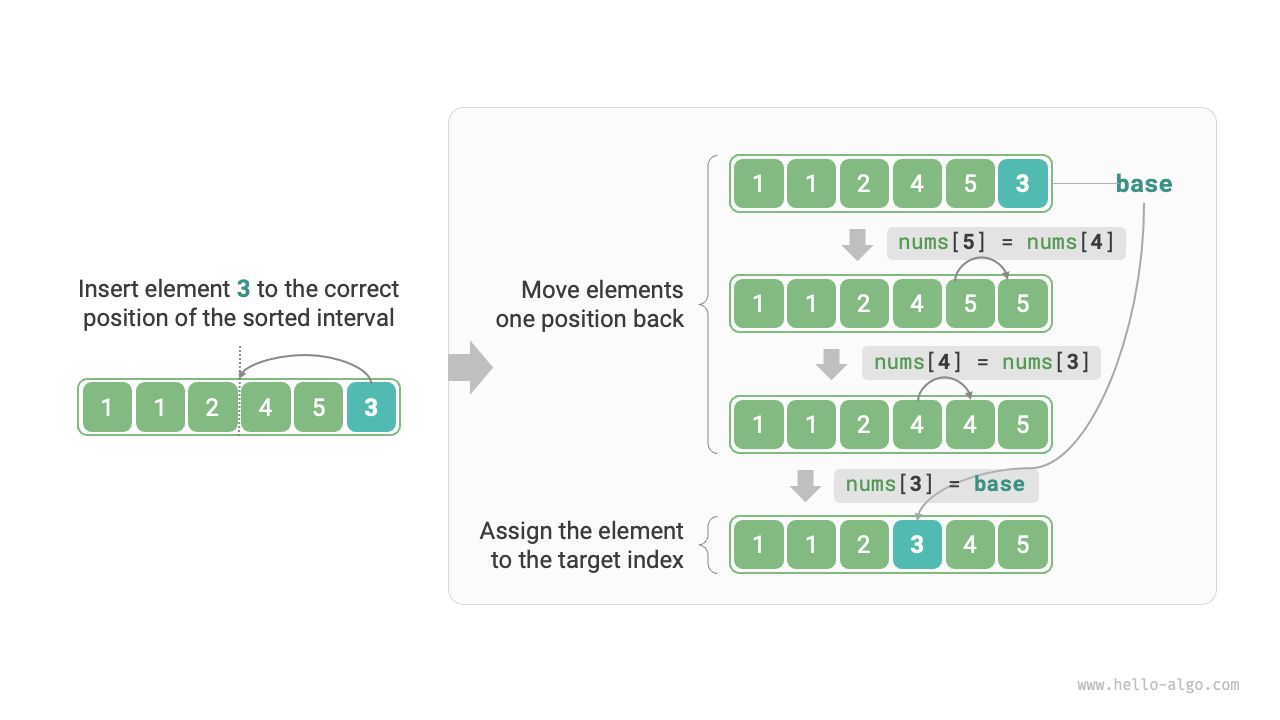 Insert element 3 to the correct
position of the sorted interval
1 1 2 4 5 3
Move elements
one position back
1 1 2 4 5 3
base
nums[5] = nums[4]
1 1 2 4 5 5
nums[4] = nums[3]
1 1 2 4 4 5
nums[3] = base
Assign the element
to the target index
1 1 2 3 4 5
www.hello-algo.com